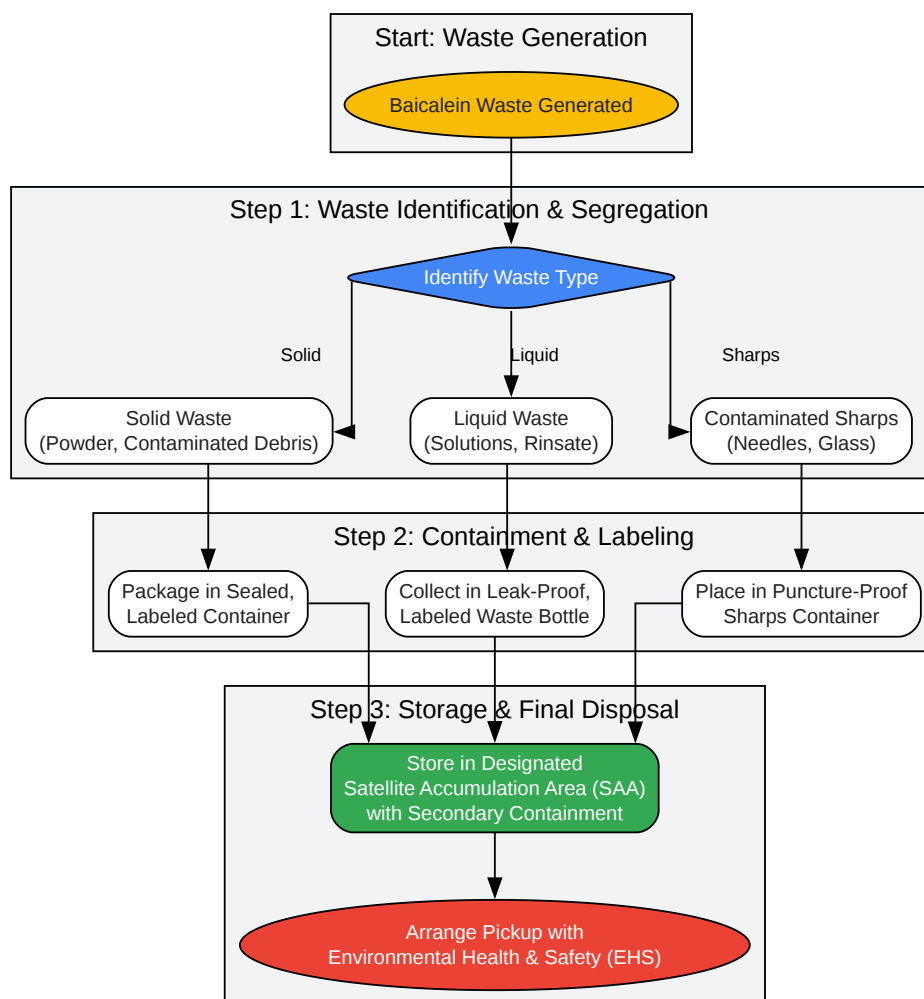 Start: Waste Generation
Baicalein Waste Generated
Step 1: Waste Identification & Segregation
Identify Waste Type
Solid
Liquid
Sharps
Solid Waste
(Powder, Contaminated Debris)
Liquid Waste
(Solutions, Rinsate)
Contaminated Sharps
(Needles, Glass)
Step 2: Containment & Labeling
Package in Sealed,
Labeled Container
Collect in Leak-Proof,
Labeled Waste Bottle
Place in Puncture-Proof
Sharps Container
Step 3: Storage & Final Disposal
Store in Designated
Satellite Accumulation Area (SAA)
with Secondary Containment
Arrange Pickup with
Environmental Health & Safety (EHS)